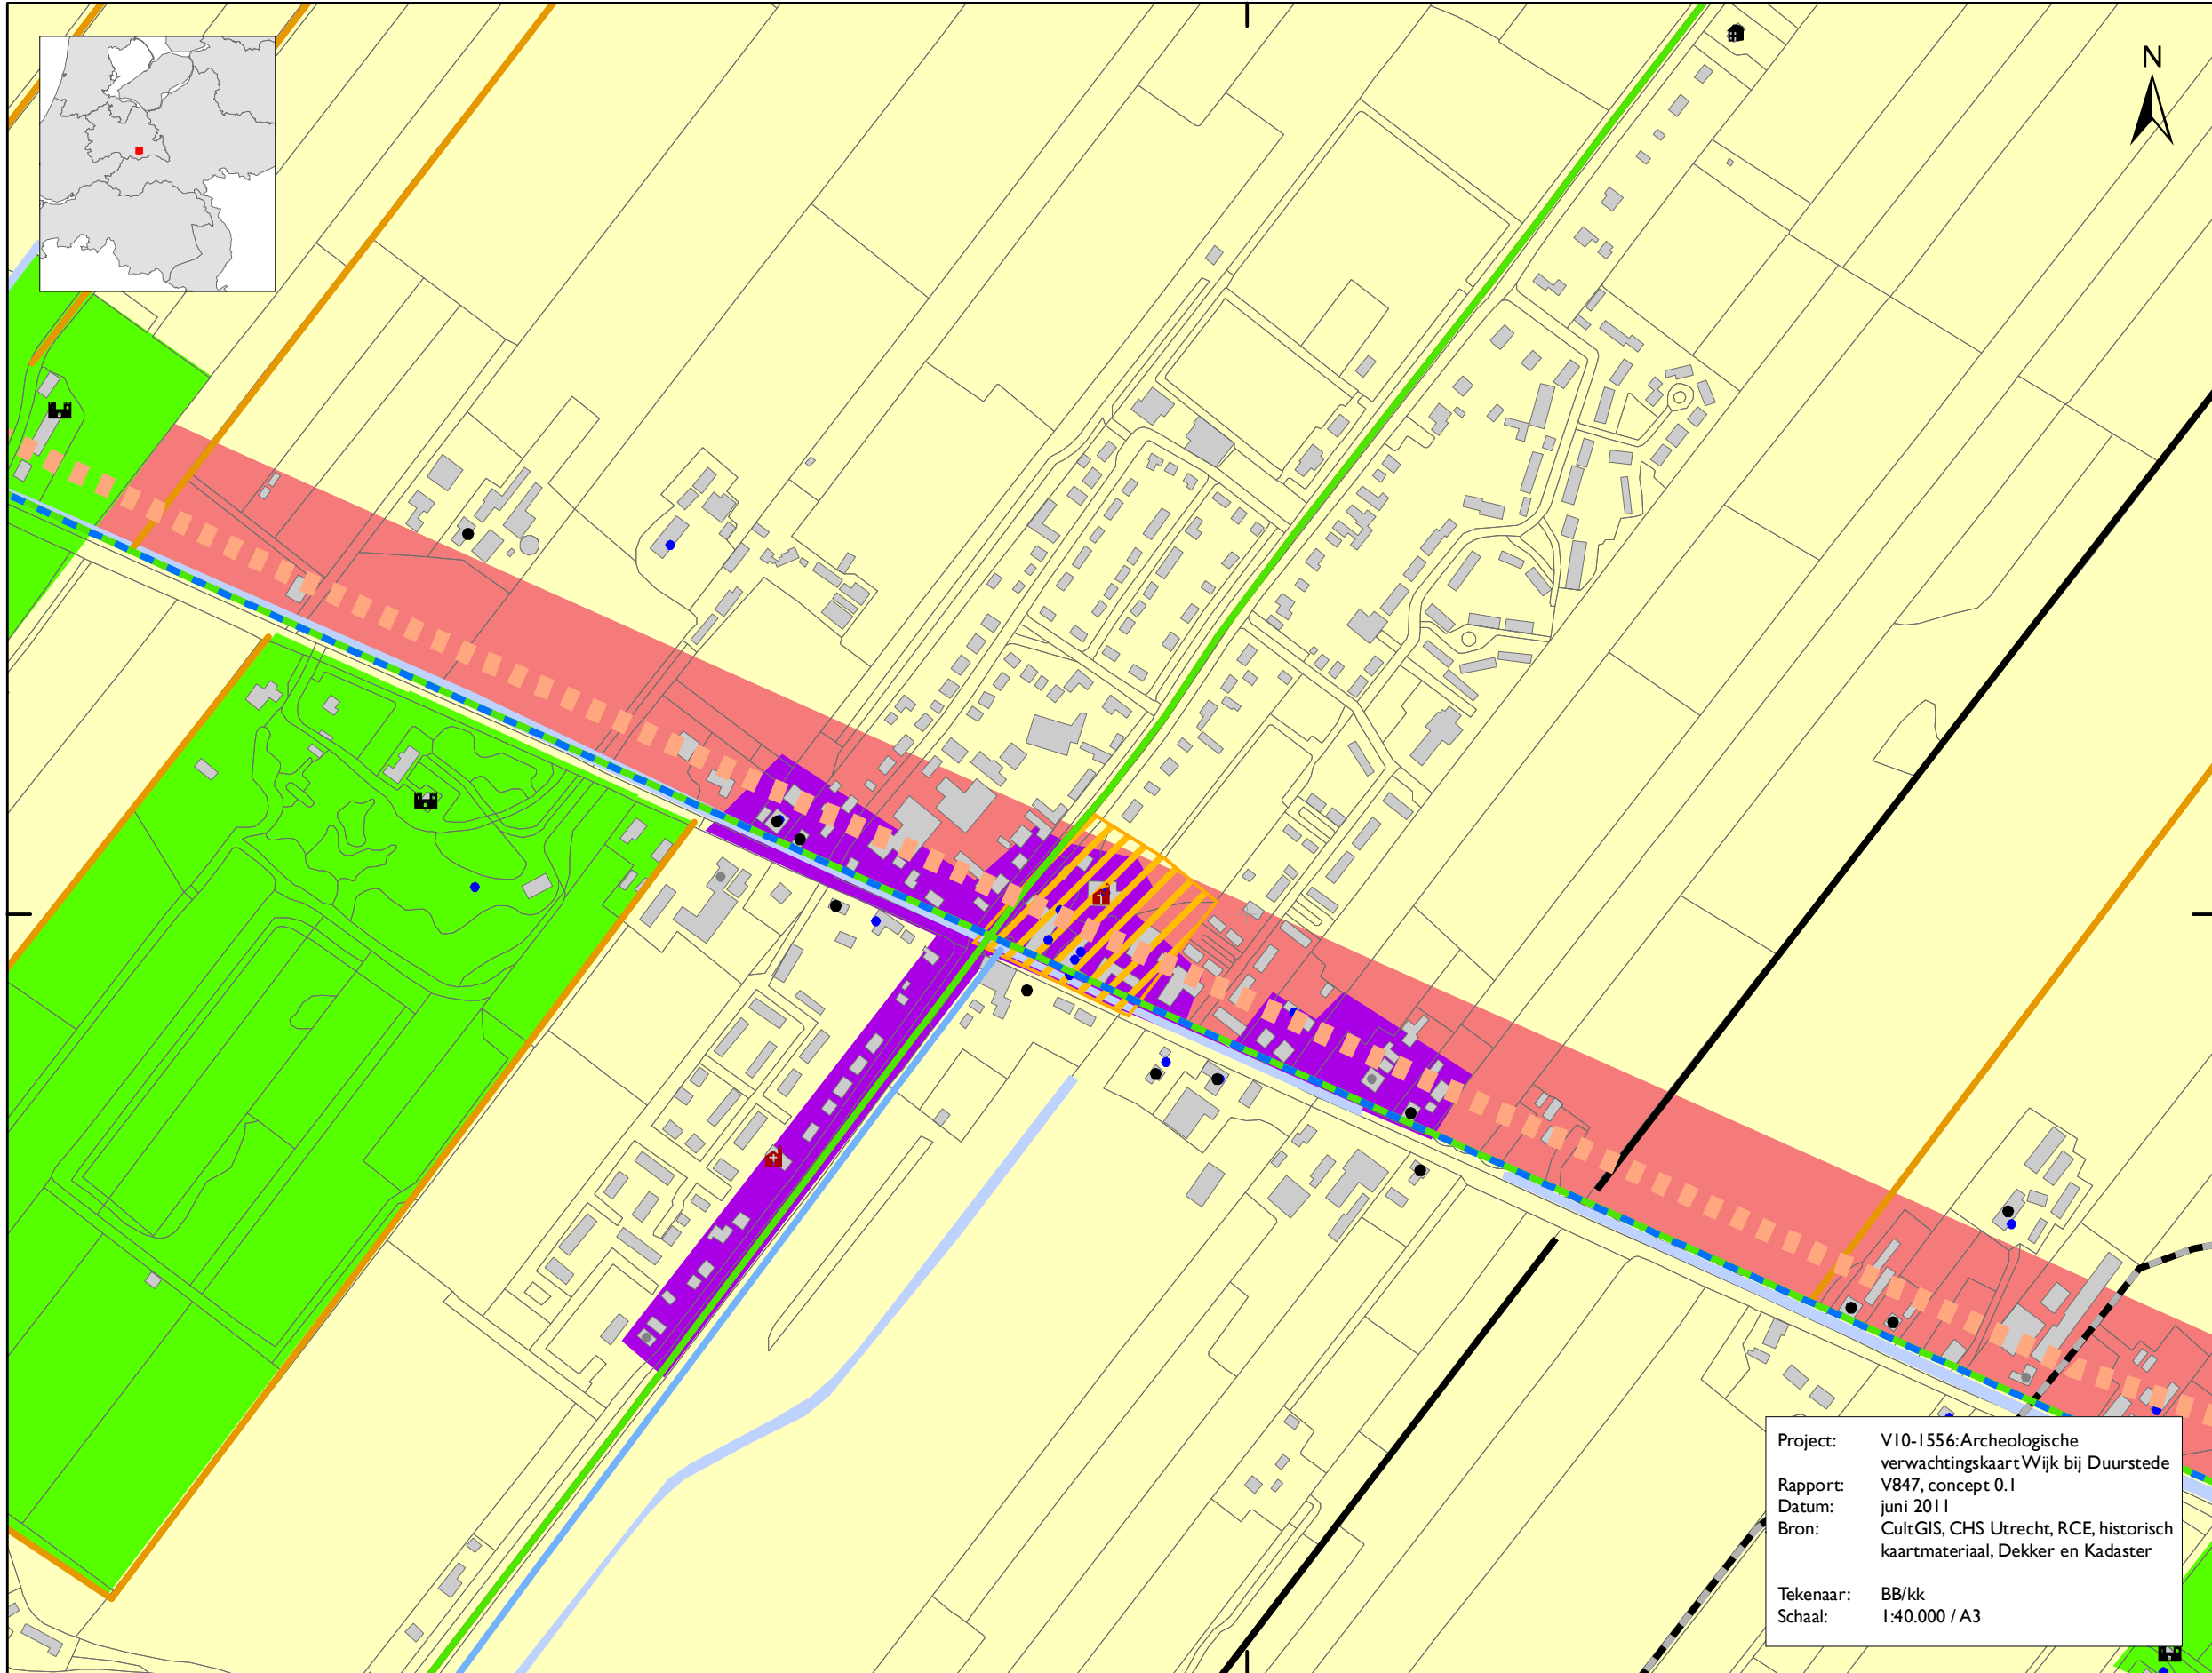 N
Project: V10-1556:Archeologische
verwachtingskaart Wijk bij Duurstede
Rapport: V847, concept 0.1
Datum: juni 2011
Bron: CultGIS, CHS Utrecht, RCE, historisch
kaartmateriaal, Dekker en Kadaster
Tekenaar: BB/kk
Schaal: 1:40.000 / A3